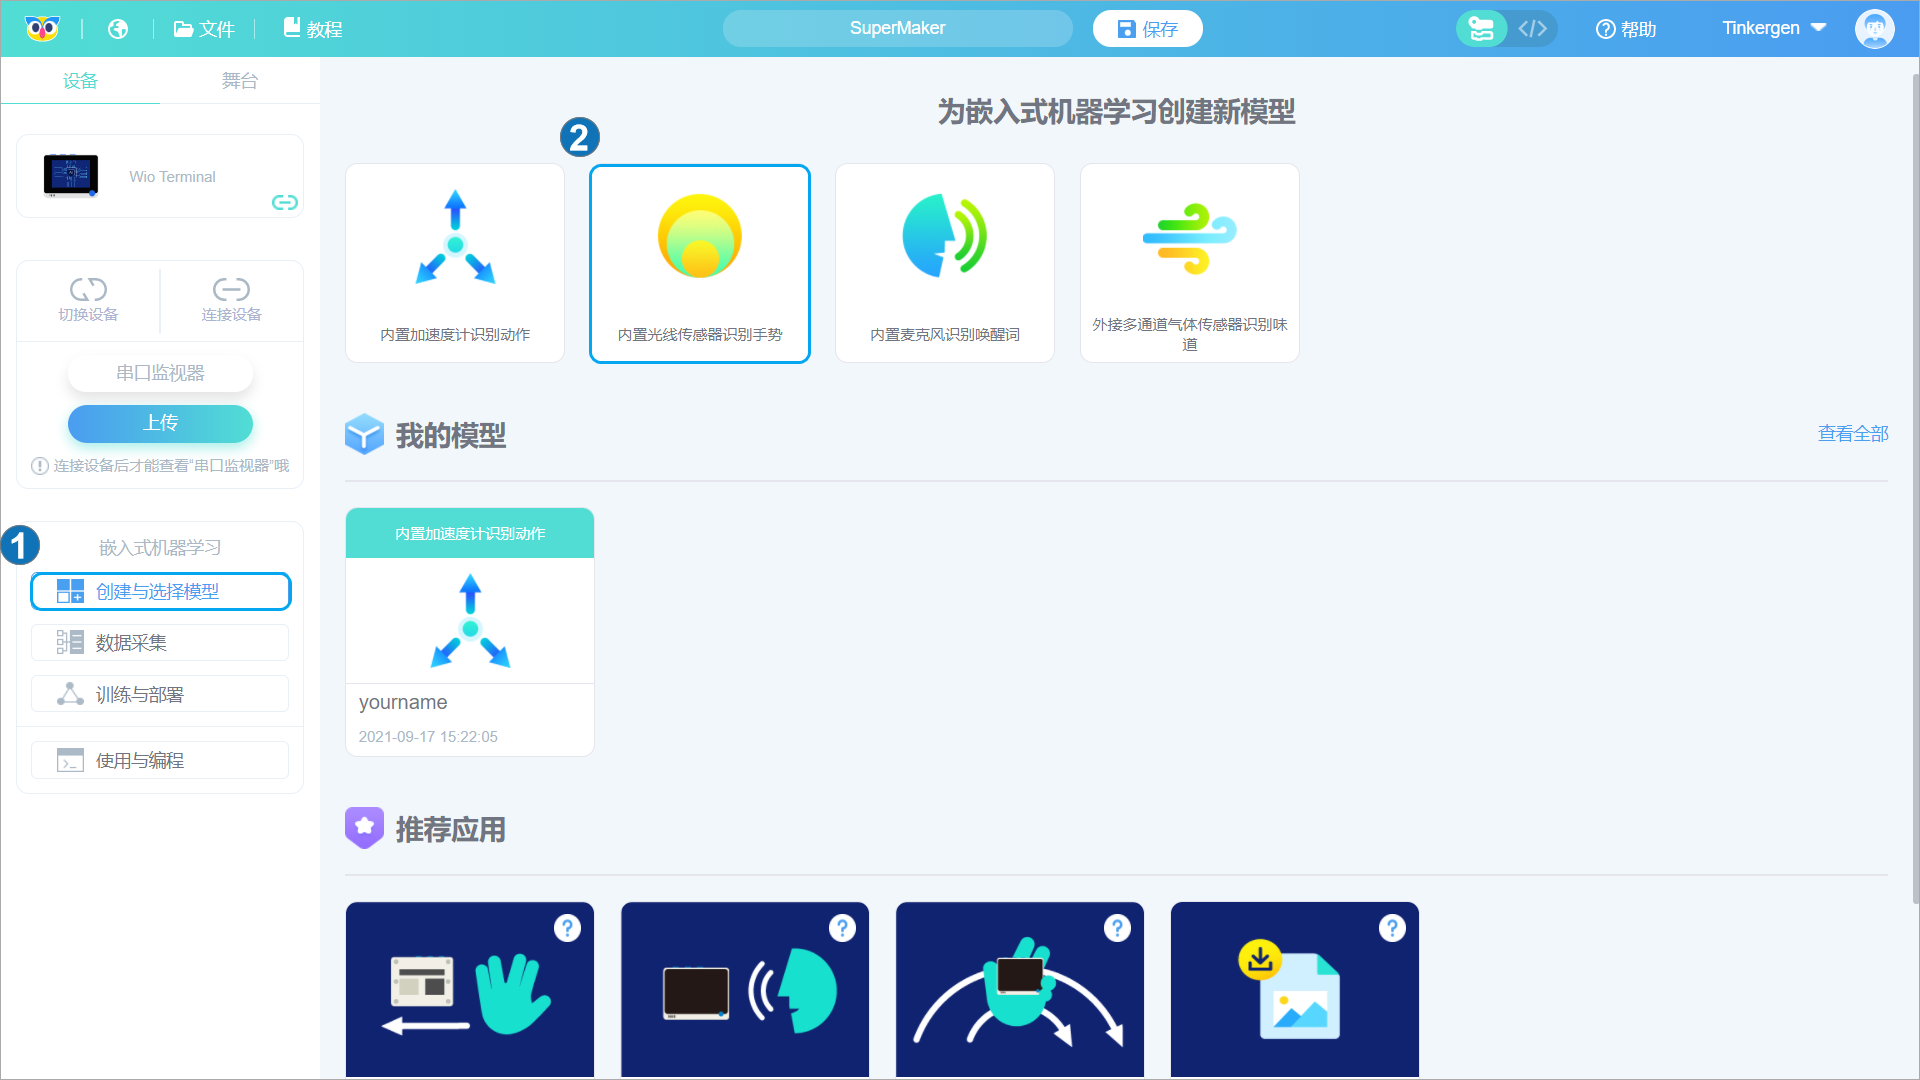 文件
教程
SuperMaker
保存
</>
帮助
Tinkergen
设备
舞台
Wio Terminal
切换设备
连接设备
串口监视器
上传
连接设备后才能查看“串口监视器”哦
1
嵌入式机器学习
创建与选择模型
数据采集
训练与部署
使用与编程
为嵌入式机器学习创建新模型
2
内置加速度计识别动作
内置光线传感器识别手势
内置麦克风识别唤醒词
外接多通道气体传感器识别味
道
我的模型
查看全部
内置加速度计识别动作
yourname
2021-09-17 15:22:05
推荐应用
?
?
?
?